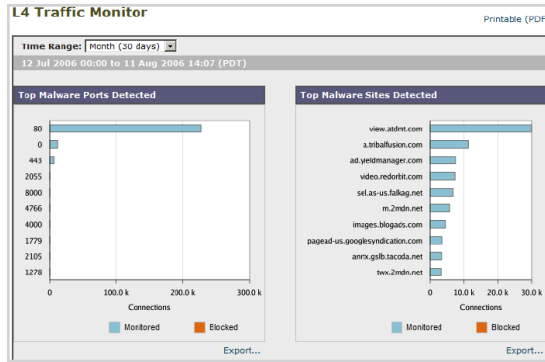 L4 Traffic Monitor
Printable (PDF
Time Range: Month (30 days)
12 Jul 2006 00:00 to 11 Aug 2006 14:07 (PDT)
Top Malware Ports Detected
80
0
443
2055
8000
4766
4000
1779
2105
1278
0
100.0 k
200.0 k
300.0 k
Connections
Monitored
Blocked
Export...
Top Malware Sites Detected
view.atdmt.com
a.tribalfusion.com
ad.yieldmanager.com
video.redorbit.com
sel.as-us.falkag.net
m.2mdn.net
images.blogads.com
pagead-us.googlesyndication.com
anrx.gslb.tacoda.net
twx.2mdn.net
0
10.0 k
20.0 k
30.0 k
Connections
Monitored
Blocked
Export...